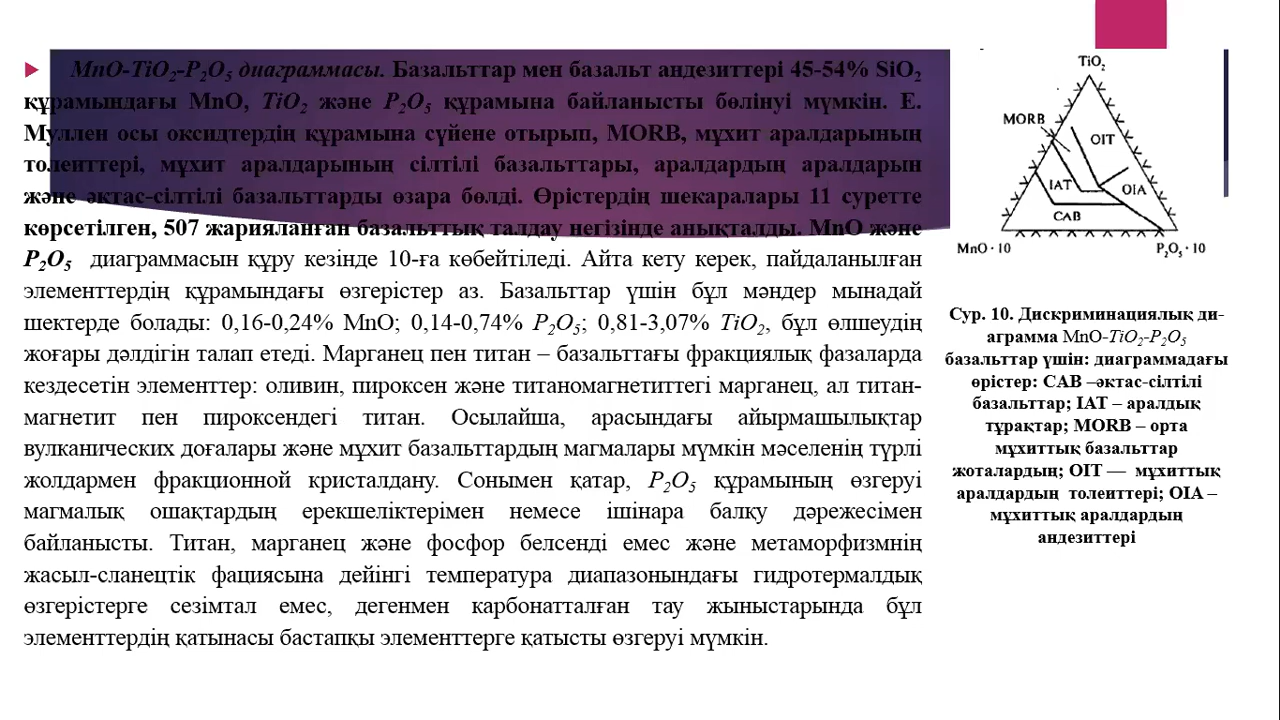 MnO-TiO₂-P₂O₅ диаграммасы. Базальттар мен базальт андезиттері 45-54% SiO₂
құрамындағы MnO, TiO₂ және P₂O₅ құрамына байланысты бөлінуі мүмкін. Е.
Муллен осы оксидтердің құрамына сүйене отырып, MORB, мұхит аралдарының
толеиттері, мұхит аралдарының сілтілі базальттары, аралдардың аралдарын
және әктас-сілтілі базальттарды өзара бөлді. Өрістердің шекаралары 11 суретте
көрсетілген, 507 жарияланған базальттық талдау негізінде анықталды. MnO және
P₂O₅ диаграммасын құру кезінде 10-ға көбейтіледі. Айта кету керек, пайдаланылған
элементтердің құрамындағы өзгерістер аз. Базальттар үшін бұл мәндер мынадай
шектерде болады: 0,16-0,24% MnO; 0,14-0,74% P₂O₅; 0,81-3,07% TiO₂, бұл өлшеудің
жоғары дәлдігін талап етеді. Марганец пен титан – базальттағы фракциялық фазаларда
кездесетін элементтер: оливин, пироксен және титаномагнетиттегі марганец, ал титан-
магнетит пен пироксендегі титан. Осылайша, арасындағы айырмашылықтар
вулканических доғалары және мұхит базальттардың магмалары мүмкін мәселенің түрлі
жолдармен фракционной кристалдану. Сонымен қатар, P₂O₅ құрамының өзгеруі
магмалық ошақтардың ерекшеліктерімен немесе ішінара балқу дәрежесімен
байланысты. Титан, марганец және фосфор белсенді емес және метаморфизмнің
жасыл-сланецтік фациясына дейінгі температура диапазонындағы гидротермалдық
өзгерістерге сезімтал емес, дегенмен карбонатталған тау жыныстарында бұл
элементтердің қатынасы бастапқы элементтерге қатысты өзгеруі мүмкін.
TiO₂
MORB
OIT
IAT
OIA
CAB
MnO · 10
P₂O₅ · 10
Сур. 10. Дискриминациялық ди-
аграмма MnO-TiO₂-P₂O₅
базальттар үшін: диаграммадағы
өрістер: CAB –әктас-сілтілі
базальттар; IAT – аралдық
тұрақтар; MORB – орта
мұхиттық базальттар
жоталардың; OIT — мұхиттық
аралдардың толеиттері; OIA –
мұхиттық аралдардың
андезиттері